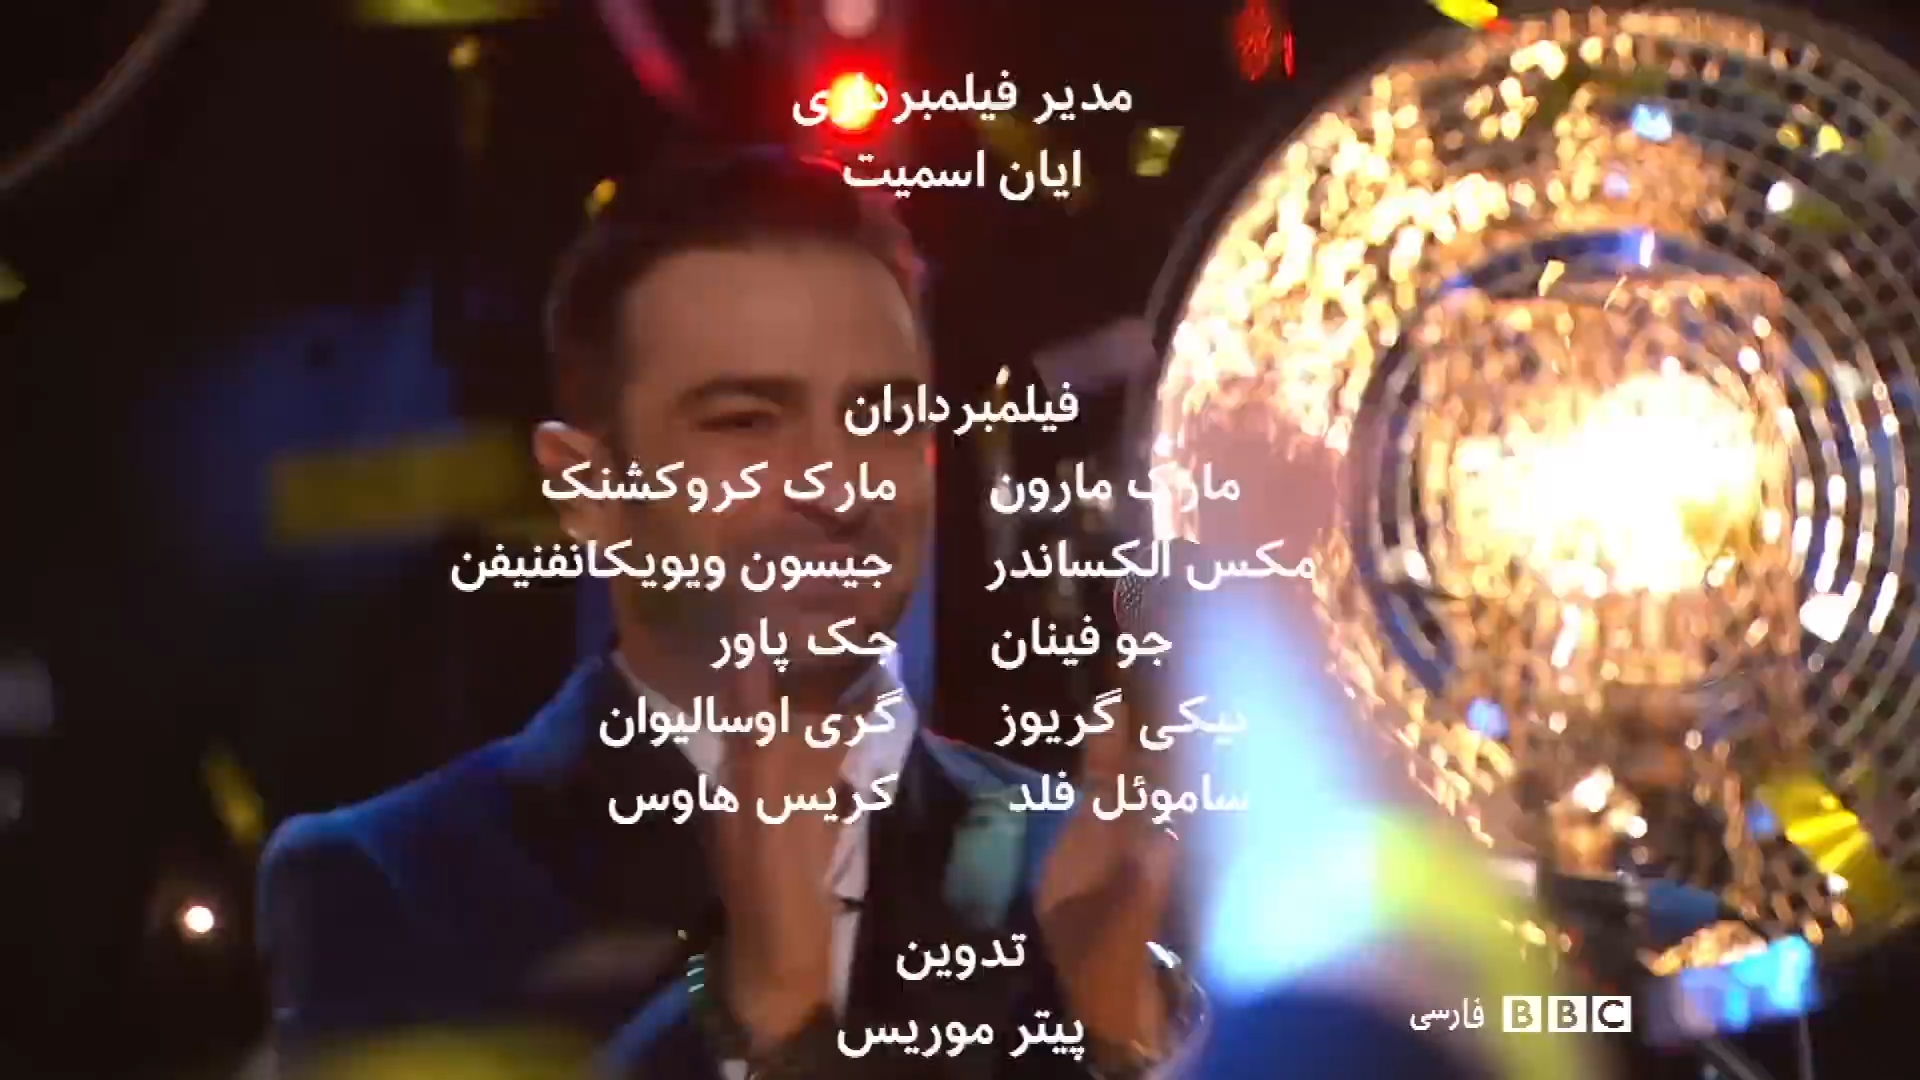 مدیر فیلمبرداری
ایان اسمیت
فیلمبرداران
مارک مارون مارک کروکشنک
مکس الکساندر جیسون ویویکانفنیفن
جو فینان جک پاور
نیکی گریوز گری اوسالیوان
ساموئل فلد کریس هاوس
تدوین
پیتر موریس
BBC فارسی